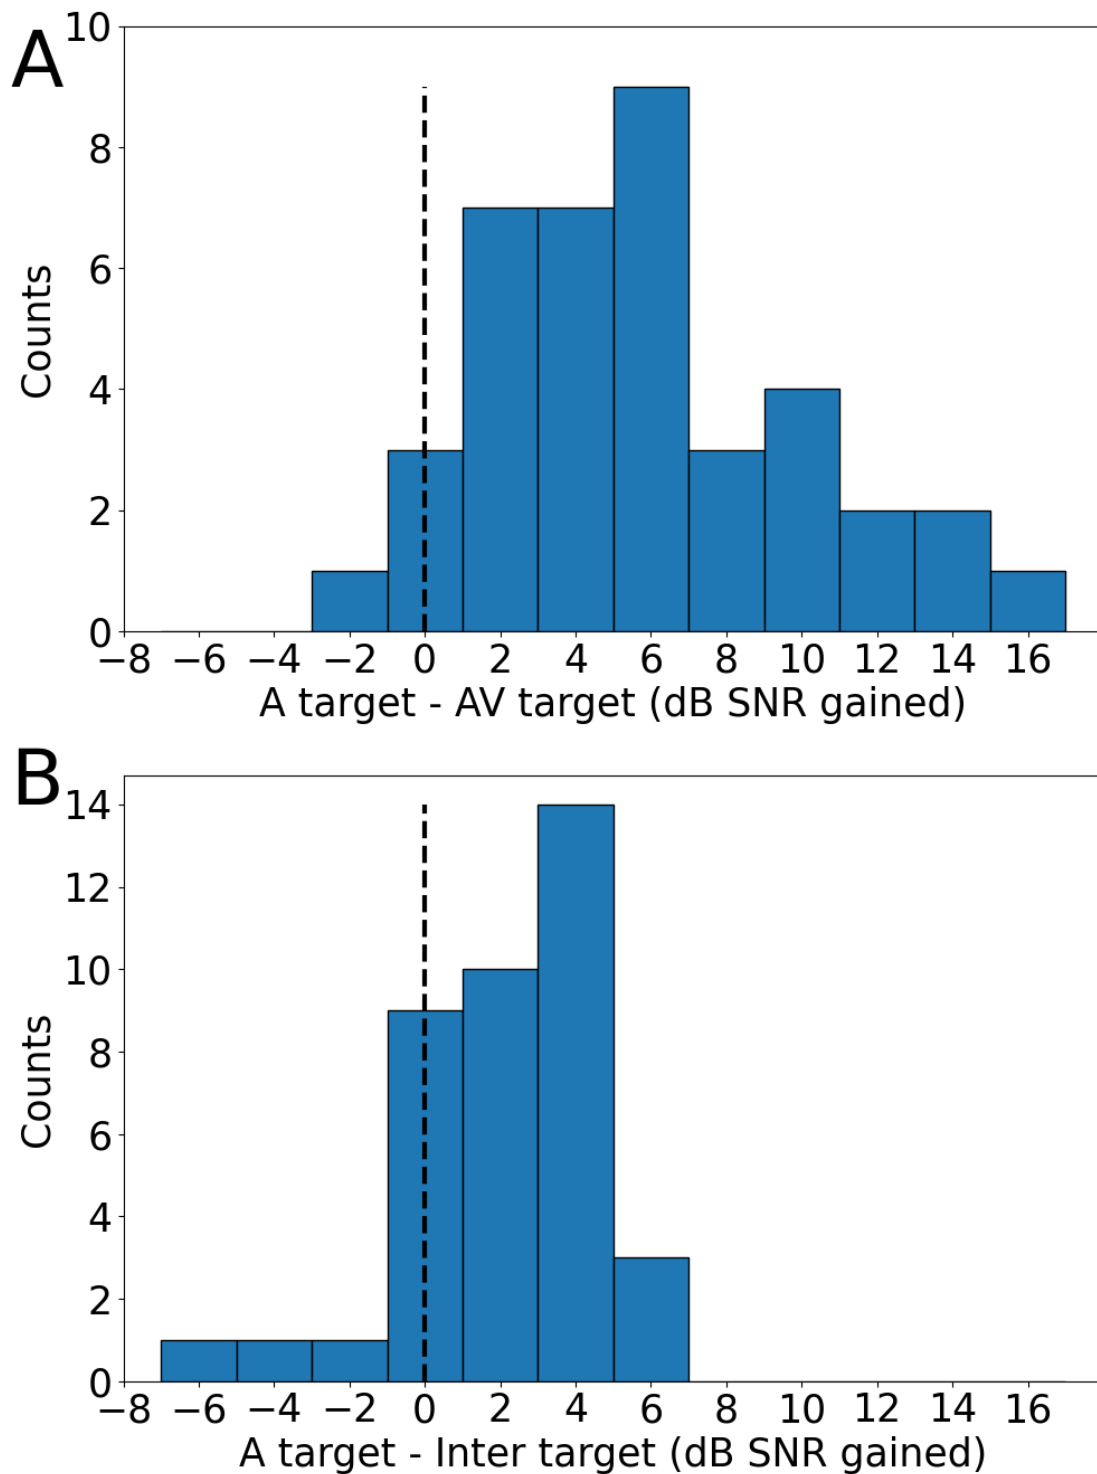 A
10
8
6
4
2
0
Counts
−8 −6 −4 −2 0 2 4 6 8 10 12 14 16
A target - AV target (dB SNR gained)
B
14
12
10
8
6
4
2
0
Counts
−8 −6 −4 −2 0 2 4 6 8 10 12 14 16
A target - Inter target (dB SNR gained)